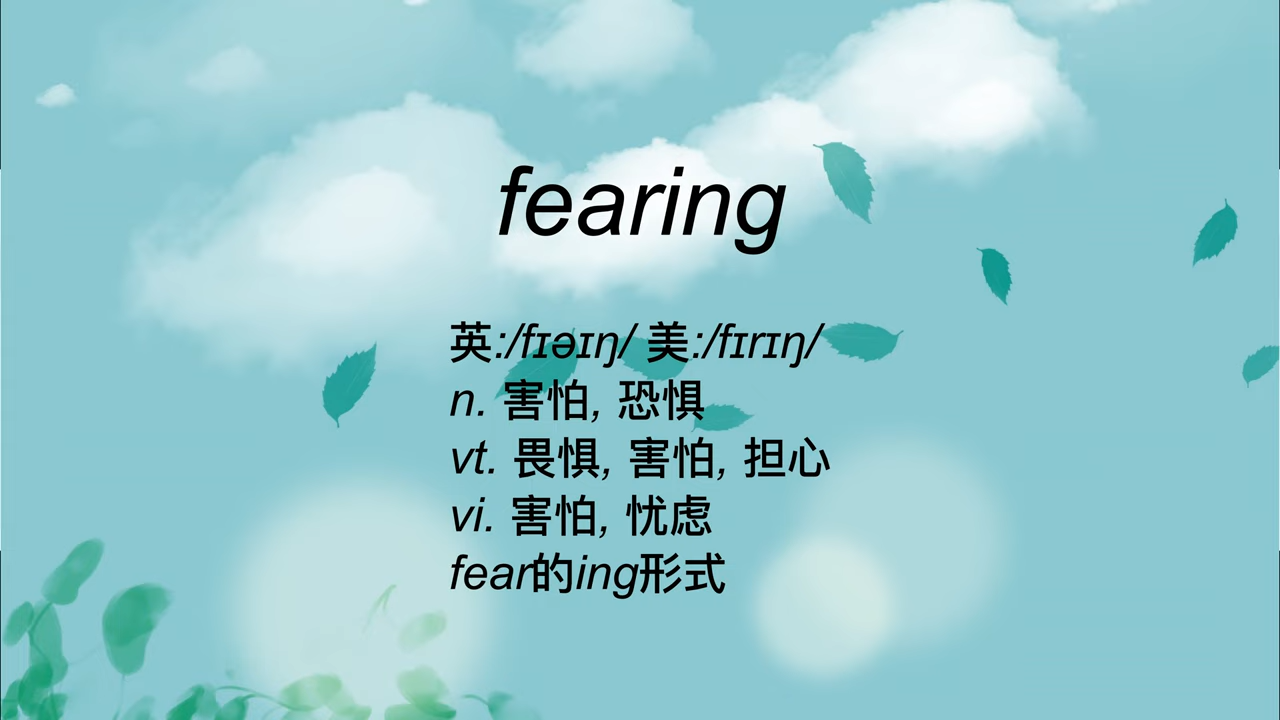 fearing
英:/fɪəɪŋ/ 美:/fɪrɪŋ/
n. 害怕, 恐惧
vt. 畏惧, 害怕, 担心
vi. 害怕, 忧虑
fear的ing形式